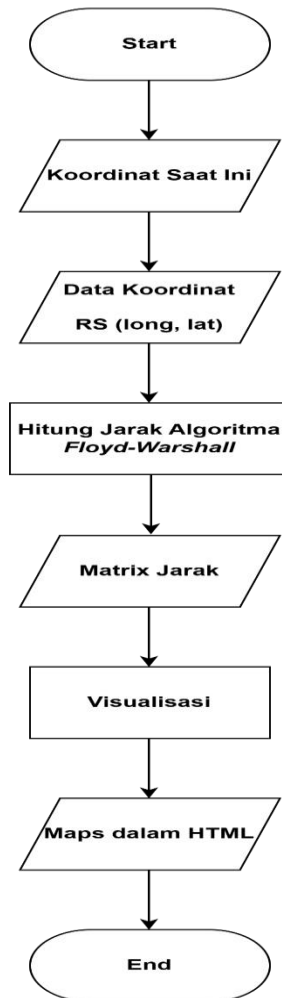 Start
Koordinat Saat Ini
Data Koordinat
RS (long, lat)
Hitung Jarak Algoritma
Floyd-Warshall
Matrix Jarak
Visualisasi
Maps dalam HTML
End